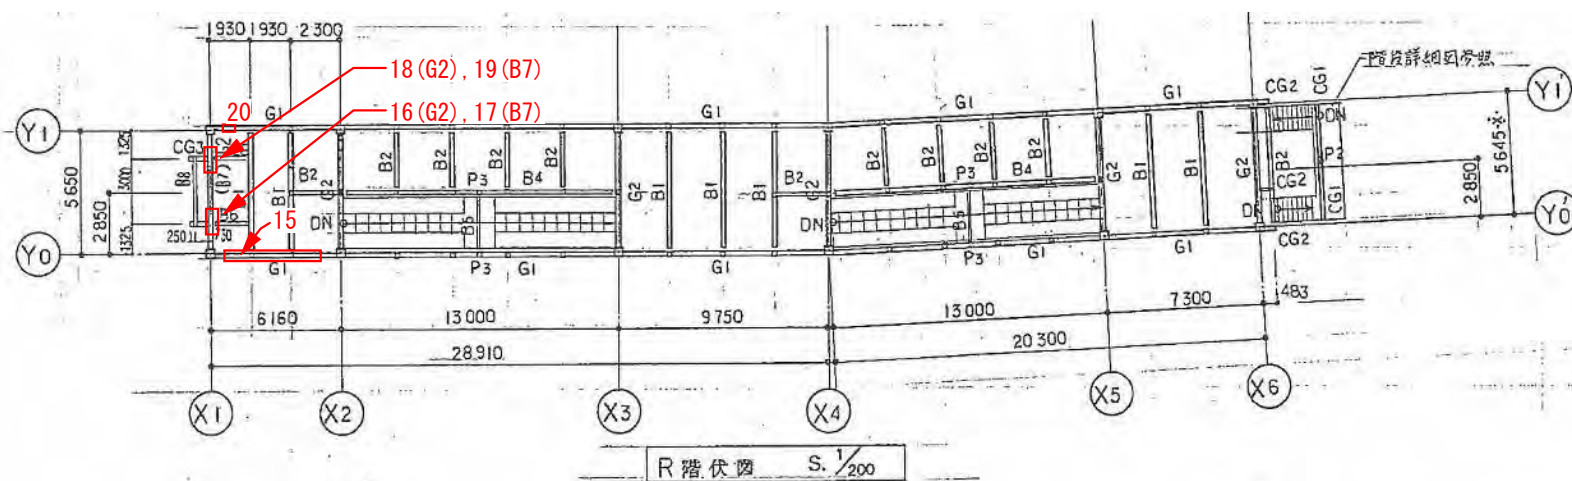 1930 1930 2300
18(G2), 19(B7)
16(G2), 17(B7)
20
15
階段詳細図参照
Y1 G1 G1 G1 CG2 CG1 Y1'
CG3 B2 B2 B2 B2 B2 B2 B2 B2 B2 DN
B8 (B7) B1 G2 P3 B4 G2 B1 B1 B1 B2 G2 P3 B4 G2 B1 B1 G2 B2 P2
DN B5 DN B5 CG2 CG1
Y0 G1 P3 G1 G1 P3 G1 G1 CG2 Y0'
5650 2850 1325 3000 1325 250
5645※ 2850
6160 13000 9750 13000 7300 483
28910 20300
X1 X2 X3 X4 X5 X6
R階伏図 S. 1/200